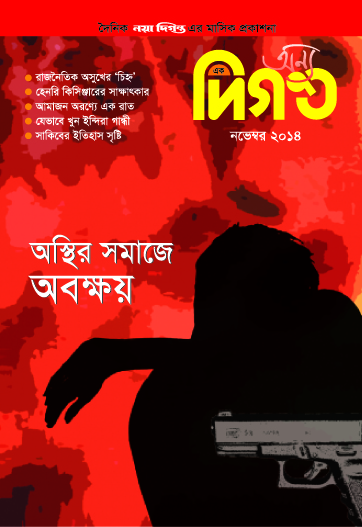 দৈনিক নয়া দিগন্ত এর মাসিক প্রকাশনা
অন্য
এক
দিগন্ত
নভেম্বর ২০১৪
রাজনৈতিক অসুখের ‘চিহ্ন’
হেনরি কিসিঞ্জারের সাক্ষাৎকার
আমাজন অরণ্যে এক রাত
যেভাবে খুন ইন্দিরা গান্ধী
সাকিবের ইতিহাস সৃষ্টি
অস্থির সমাজে
অবক্ষয়